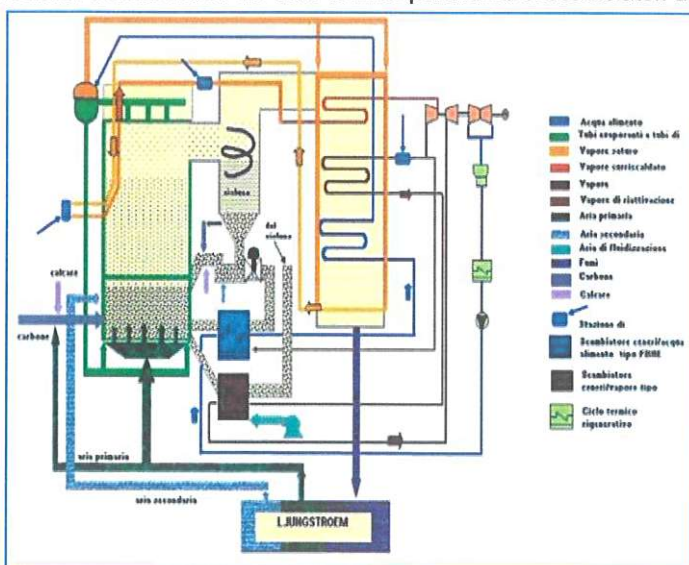 calcare
carbone
ciclone
dal
ciclone
aria primaria
aria secondaria
LJUNGSTROEM
Acqua alimento
Tubi evaporanti e tubi di
Vapore saturo
Vapore surriscaldato
Vapore
Vapore di riattivazione
Aria primaria
Aria secondaria
Aria di fluidizzazione
Fumi
Carbone
Calcare
Stazione di
Scambiatore ceneri/acqua
alimento tipo FBHE
Scambiatore
ceneri/vapore tipo
Ciclo termico
rigenerativo